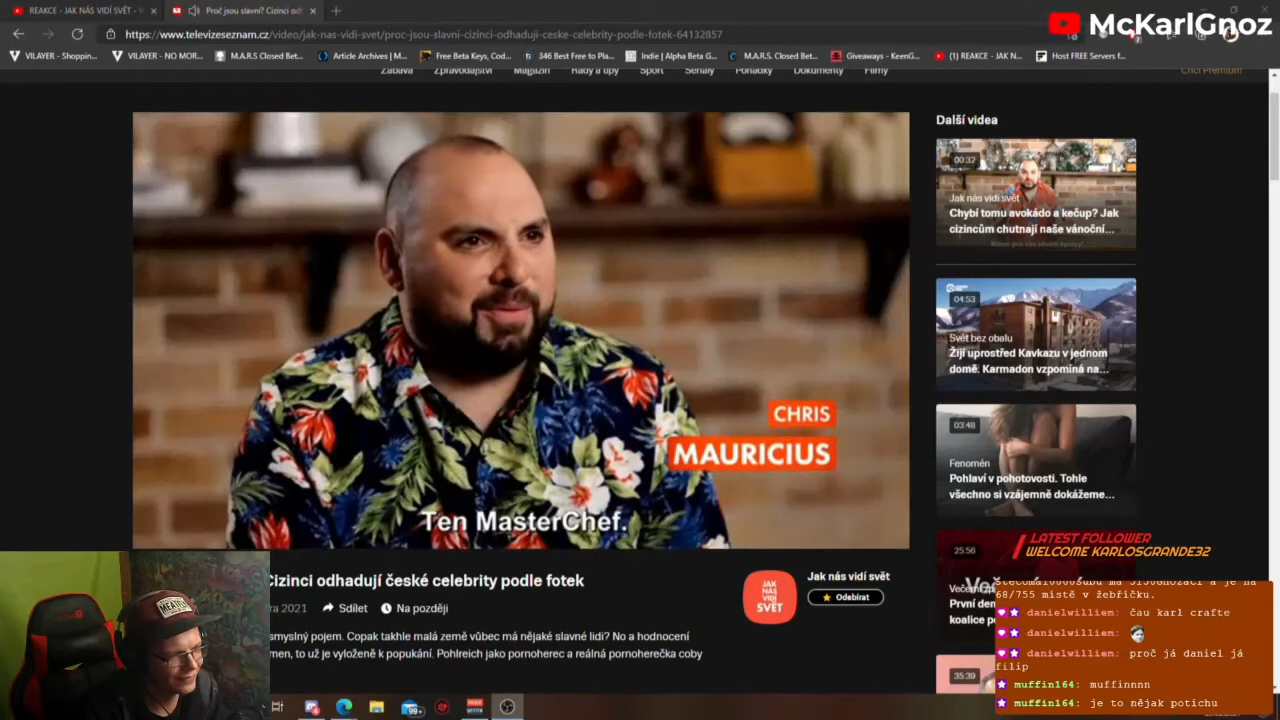 REAKCE - JAK NÁS VIDÍ SVĚT -
Proč jsou slavní? Cizinci od
McKarlGnoz
https://www.televizeseznam.cz/video/jak-nas-vidi-svet/proc-jsou-slavni-cizinci-odhaduji-ceske-celebrity-podle-fotek-64132857
VILAYER - Shoppin...
VILAYER - NO MOR...
M.A.R.S Closed Bet...
Article Archives | M...
Free Beta Keys, Cod...
346 Best Free to Pla...
Indie | Alpha Beta G...
M.A.R.S. Closed Bet...
Giveaways – KeenG...
(1) REAKCE - JAK N...
Host FREE Servers f...
Zábava
Zpravodajství
Magazín
Rady a tipy
Sport
Seriály
Pohádky
Dokumenty
Filmy
Chci Premium
Další videa
00:32
Jak nás vidí svět
Chybí tomu avokádo a kečup? Jak
cizincům chutnají naše vánoční...
04:53
Svět bez obalu
Žijí uprostřed Kavkazu v jednom
domě. Karmadon vzpomíná na...
03:48
Fenomén
Pohlaví v pohotovosti. Tohle
všechno si vzájemně dokážeme...
CHRIS
MAURICIUS
Ten MasterChef.
25:56
První
35:39
LATEST FOLLOWER
WELCOME KARLOSGRANDE32
Cizinci odhadují české celebrity podle fotek
2021
Sdílet
Na později
JAK
NÁS
VIDÍ
SVĚT
Jak nás vidí svět
Odebírat
smyslný pojem. Copak takhle malá země vůbec má nějaké slavné lidi? No a hodnocení
men, to už je vyloženě k popukání. Pohlreich jako pornoherec a reálná pornoherečka coby
68/755 místě v žebříčku.
danielwilliem: čau karl crafte
danielwilliem:
danielwilliem: proč já daniel já
filip
muffin164: muffinnnn
muffin164: je to nějak potichu
99+